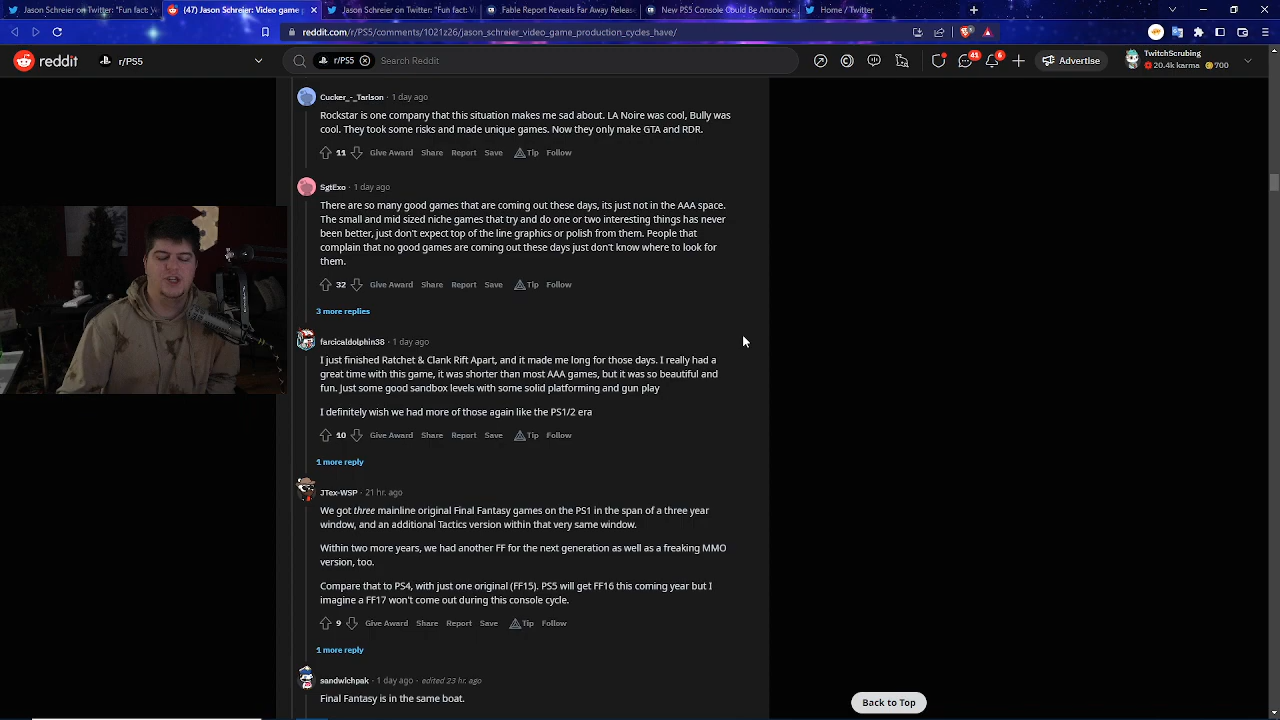 Jason Schreier on Twitter: "Fun fact: V
(47) Jason Schreier: Video game p
Jason Schreier on Twitter: "Fun fact: V
Fable Report Reveals Far Away Releas
New PS5 Console Could Be Announce
Home / Twitter
reddit.com/r/PS5/comments/1021z26/jason_schreier_video_game_production_cycles_have/
reddit
r/PS5
r/PS5
Search Reddit
41
6
Advertise
TwitchScrubing
20.4k karma 700
Cucker_-_Tarlson · 1 day ago
Rockstar is one company that this situation makes me sad about. LA Noire was cool, Bully was
cool. They took some risks and made unique games. Now they only make GTA and RDR.
11 Give Award Share Report Save Tip Follow
SgtExo · 1 day ago
There are so many good games that are coming out these days, its just not in the AAA space.
The small and mid sized niche games that try and do one or two interesting things has never
been better, just don't expect top of the line graphics or polish from them. People that
complain that no good games are coming out these days just don't know where to look for
them.
32 Give Award Share Report Save Tip Follow
3 more replies
farcicaldolphin38 · 1 day ago
I just finished Ratchet & Clank Rift Apart, and it made me long for those days. I really had a
great time with this game, it was shorter than most AAA games, but it was so beautiful and
fun. Just some good sandbox levels with some solid platforming and gun play
I definitely wish we had more of those again like the PS1/2 era
10 Give Award Share Report Save Tip Follow
1 more reply
JTex-WSP · 21 hr. ago
We got three mainline original Final Fantasy games on the PS1 in the span of a three year
window, and an additional Tactics version within that very same window.
Within two more years, we had another FF for the next generation as well as a freaking MMO
version, too.
Compare that to PS4, with just one original (FF15). PS5 will get FF16 this coming year but I
imagine a FF17 won't come out during this console cycle.
9 Give Award Share Report Save Tip Follow
1 more reply
sandwichpak · 1 day ago · edited 23 hr. ago
Final Fantasy is in the same boat.
Back to Top